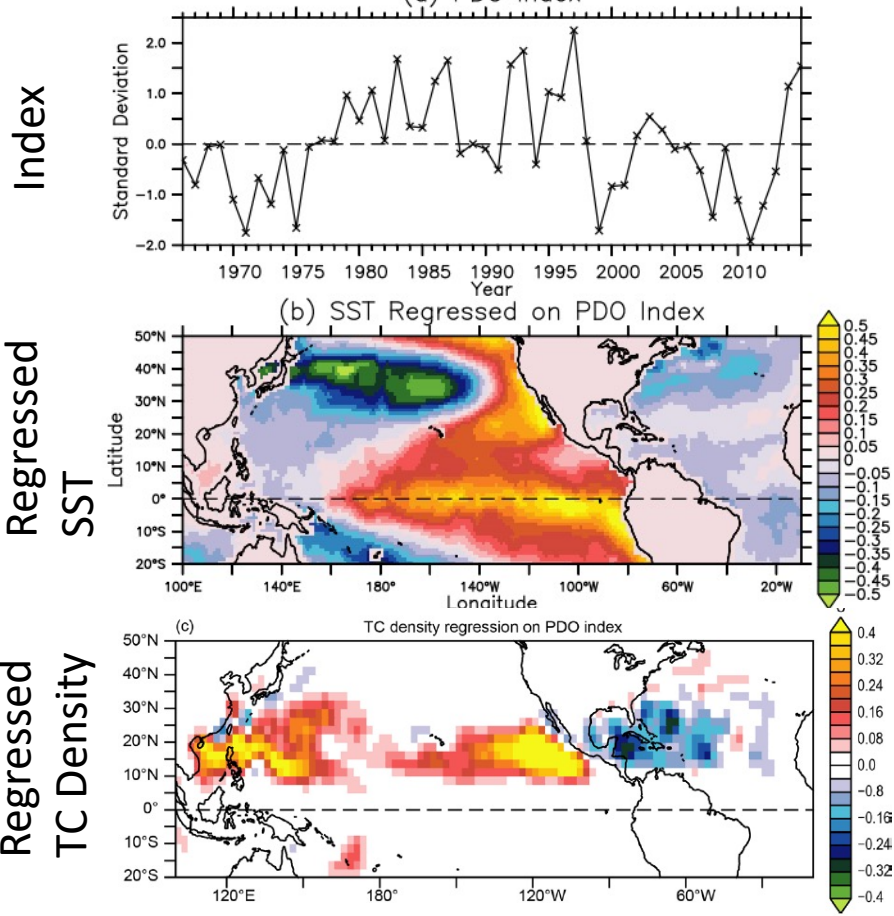 (a) PDO Index
Index
Standard Deviation
2.0
1.0
0.0
-1.0
-2.0
1970 1975 1980 1985 1990 1995 2000 2005 2010
Year
Regressed
SST
(b) SST Regressed on PDO Index
Latitude
50°N
40°N
30°N
20°N
10°N
0°
10°S
20°S
100°E 140°E 180° 140°W 100°W 60°W 20°W
Longitude
0.5
0.45
0.4
0.35
0.3
0.25
0.2
0.15
0.1
0.05
0
-0.05
-0.1
-0.15
-0.2
-0.25
-0.3
-0.35
-0.4
-0.45
-0.5
Regressed
TC Density
(c) TC density regression on PDO index
50°N
40°N
30°N
20°N
10°N
0°
10°S
20°S
120°E 180° 120°W 60°W
0.4
0.32
0.24
0.16
0.08
0.0
-0.8
-0.16
-0.24
-0.32
-0.4